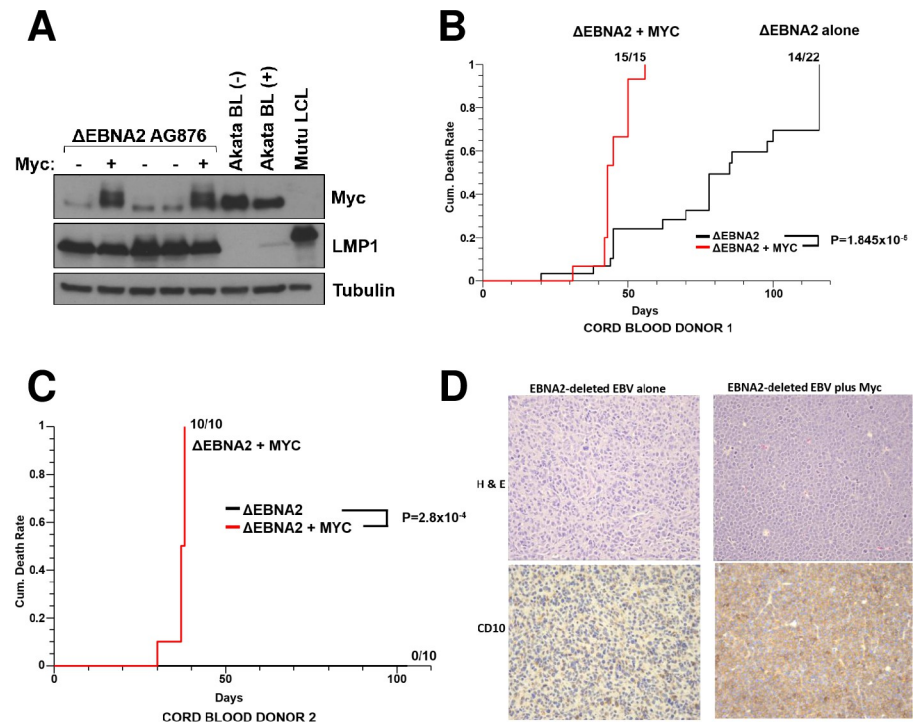 A
ΔEBNA2 AG876
Akata BL (-)
Akata BL (+)
Mutu LCL
Myc: - + - - +
Myc
LMP1
Tubulin
B
ΔEBNA2 + MYC
ΔEBNA2 alone
15/15
14/22
1
0.8
0.6
0.4
0.2
0
Cum. Death Rate
ΔEBNA2
ΔEBNA2 + MYC
P=1.845x10-5
0 50 100
Days
CORD BLOOD DONOR 1
C
10/10
ΔEBNA2 + MYC
1
0.8
0.6
0.4
0.2
0
Cum. Death Rate
ΔEBNA2
ΔEBNA2 + MYC
P=2.8x10-4
0/10
0 50 100
Days
CORD BLOOD DONOR 2
D
EBNA2-deleted EBV alone
EBNA2-deleted EBV plus Myc
H & E
CD10